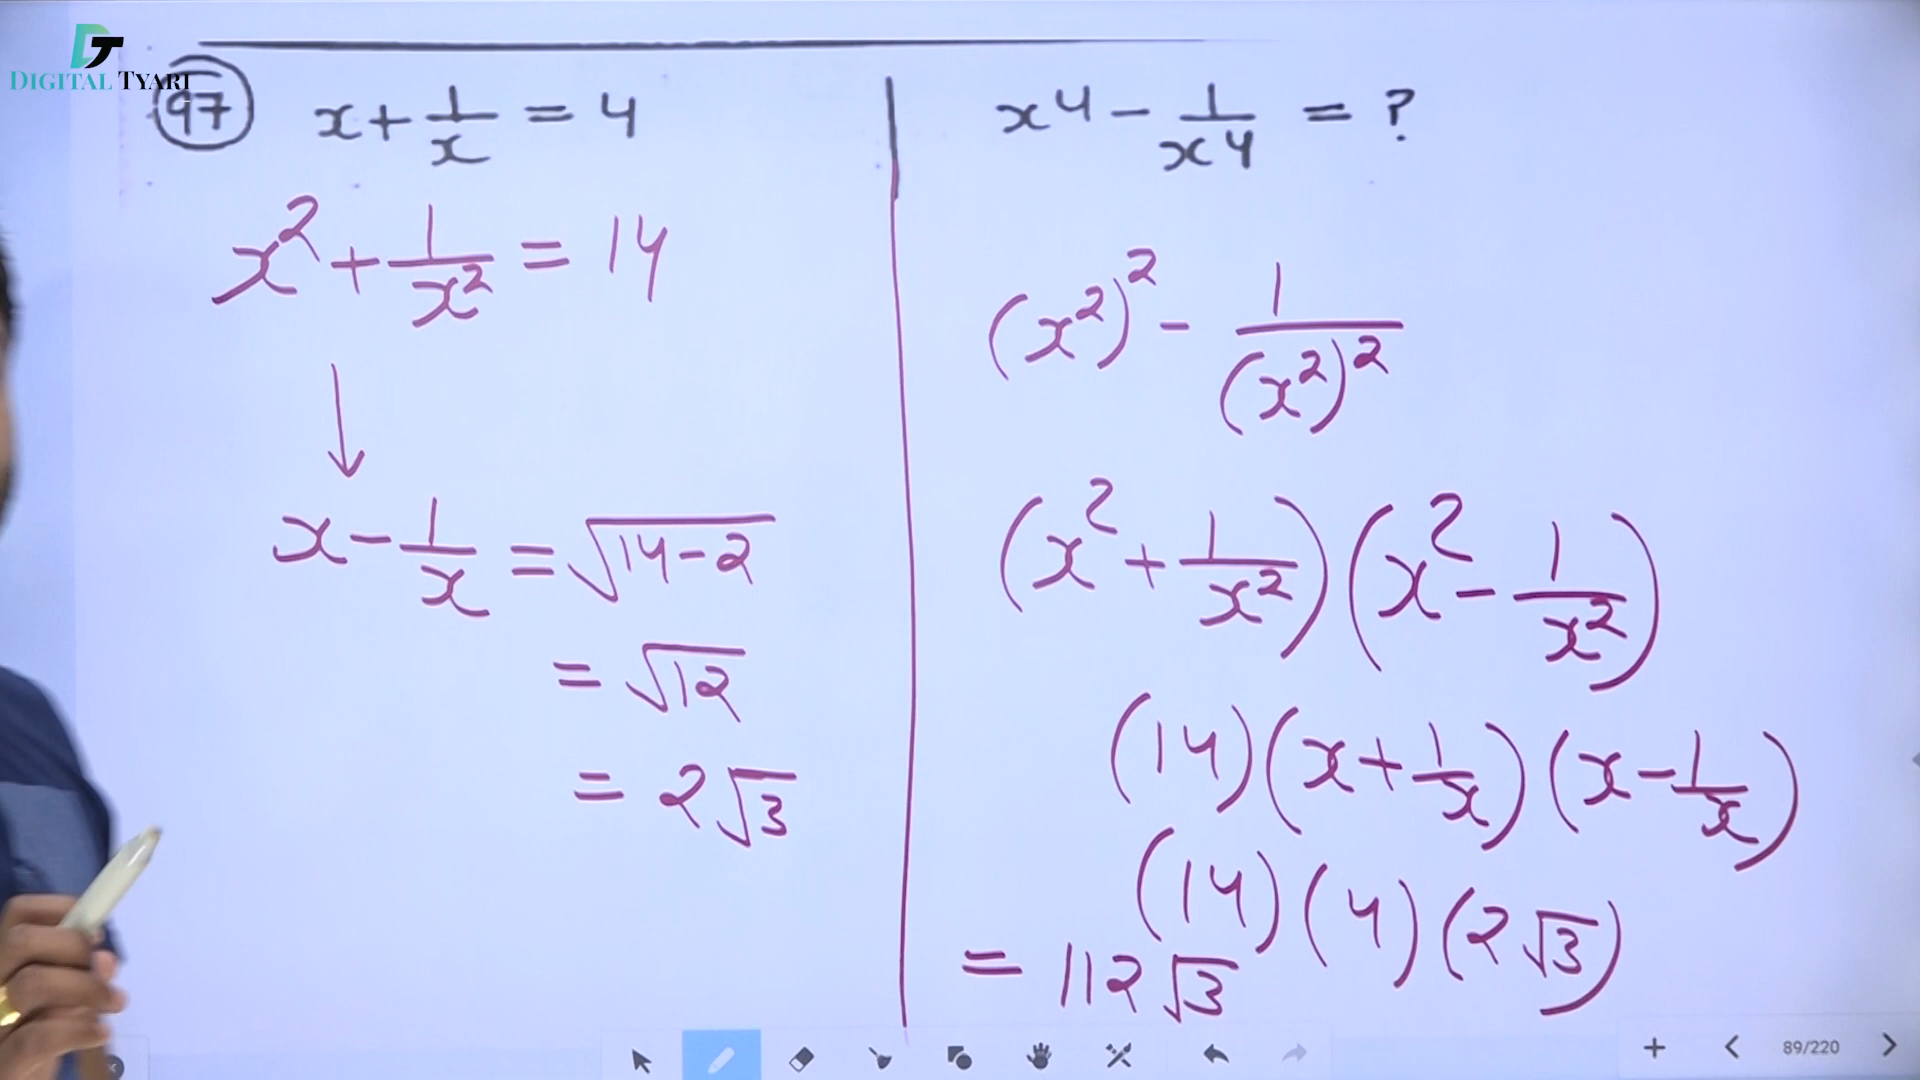 DIGITAL TYARI
97 x + 1/x = 4
x² + 1/x² = 14
x - 1/x = √14-2
= √12
= 2√3
x4 - 1/x4 = ?
(x²)² - 1/(x²)²
(x² + 1/x²)(x² - 1/x²)
(14)(x + 1/x)(x - 1/x)
(14)(4)(2√3)
= 112√3
89/220